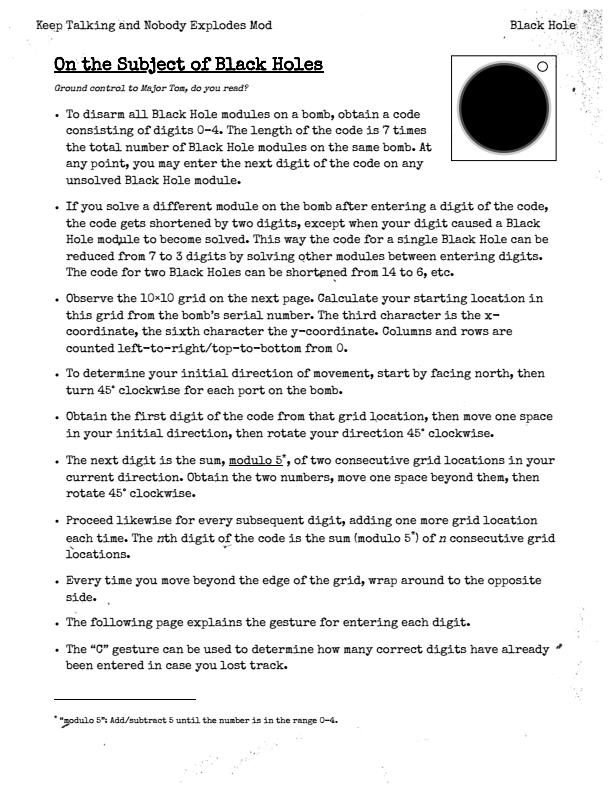 Keep Talking and Nobody Explodes Mod
Black Hole
On the Subject of Black Holes
Ground control to Major Tom, do you read?
• To disarm all Black Hole modules on a bomb, obtain a code
consisting of digits 0–4. The length of the code is 7 times
the total number of Black Hole modules on the same bomb. At
any point, you may enter the next digit of the code on any
unsolved Black Hole module.
• If you solve a different module on the bomb after entering a digit of the code,
the code gets shortened by two digits, except when your digit caused a Black
Hole module to become solved. This way the code for a single Black Hole can be
reduced from 7 to 3 digits by solving other modules between entering digits.
The code for two Black Holes can be shortened from 14 to 6, etc.
• Observe the 10×10 grid on the next page. Calculate your starting location in
this grid from the bomb's serial number. The third character is the x-
coordinate, the sixth character the y-coordinate. Columns and rows are
counted left-to-right/top-to-bottom from 0.
• To determine your initial direction of movement, start by facing north, then
turn 45° clockwise for each port on the bomb.
• Obtain the first digit of the code from that grid location, then move one space
in your initial direction, then rotate your direction 45° clockwise.
• The next digit is the sum, modulo 5*, of two consecutive grid locations in your
current direction. Obtain the two numbers, move one space beyond them, then
rotate 45° clockwise.
• Proceed likewise for every subsequent digit, adding one more grid location
each time. The nth digit of the code is the sum (modulo 5*) of n consecutive grid
locations.
• Every time you move beyond the edge of the grid, wrap around to the opposite
side.
• The following page explains the gesture for entering each digit.
• The “C” gesture can be used to determine how many correct digits have already
been entered in case you lost track.
* “modulo 5”: Add/subtract 5 until the number is in the range 0–4.